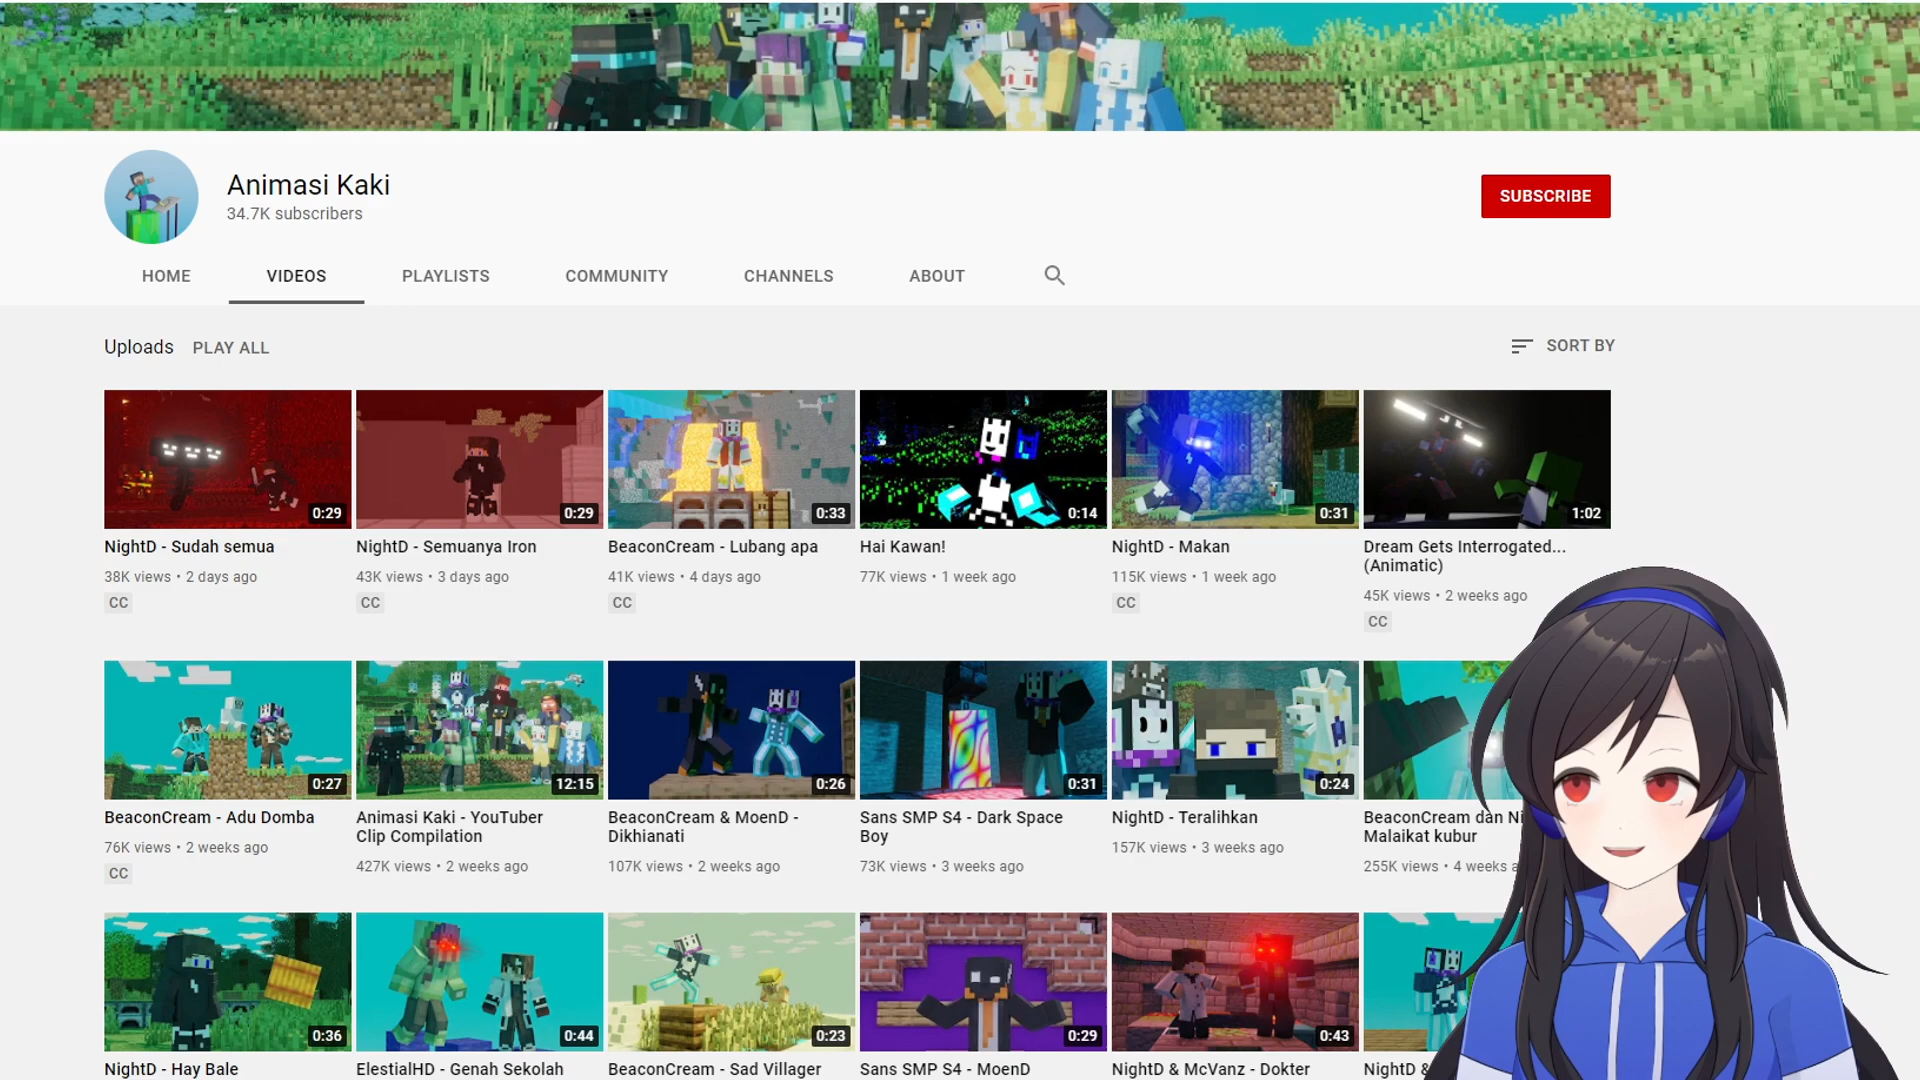 Animasi Kaki
34.7K subscribers
SUBSCRIBE
HOME VIDEOS PLAYLISTS COMMUNITY CHANNELS ABOUT
Uploads PLAY ALL SORT BY
0:29 0:29 0:33 0:14 0:31 1:02
NightD - Sudah semua
38K views • 2 days ago
CC
NightD - Semuanya Iron
43K views • 3 days ago
CC
BeaconCream - Lubang apa
41K views • 4 days ago
CC
Hai Kawan!
77K views • 1 week ago
NightD - Makan
115K views • 1 week ago
CC
Dream Gets Interrogated...
(Animatic)
45K views • 2 weeks ago
CC
0:27 12:15 0:26 0:31 0:24
BeaconCream - Adu Domba
76K views • 2 weeks ago
CC
Animasi Kaki - YouTuber
Clip Compilation
427K views • 2 weeks ago
BeaconCream & MoenD -
Dikhianati
107K views • 2 weeks ago
Sans SMP S4 - Dark Space
Boy
73K views • 3 weeks ago
NightD - Teralihkan
157K views • 3 weeks ago
BeaconCream dan Ni
Malaikat kubur
255K views • 4 weeks a
0:36 0:44 0:23 0:29 0:43
NightD - Hay Bale
ElestialHD - Genah Sekolah
BeaconCream - Sad Villager
Sans SMP S4 - MoenD
NightD & McVanz - Dokter
NightD &